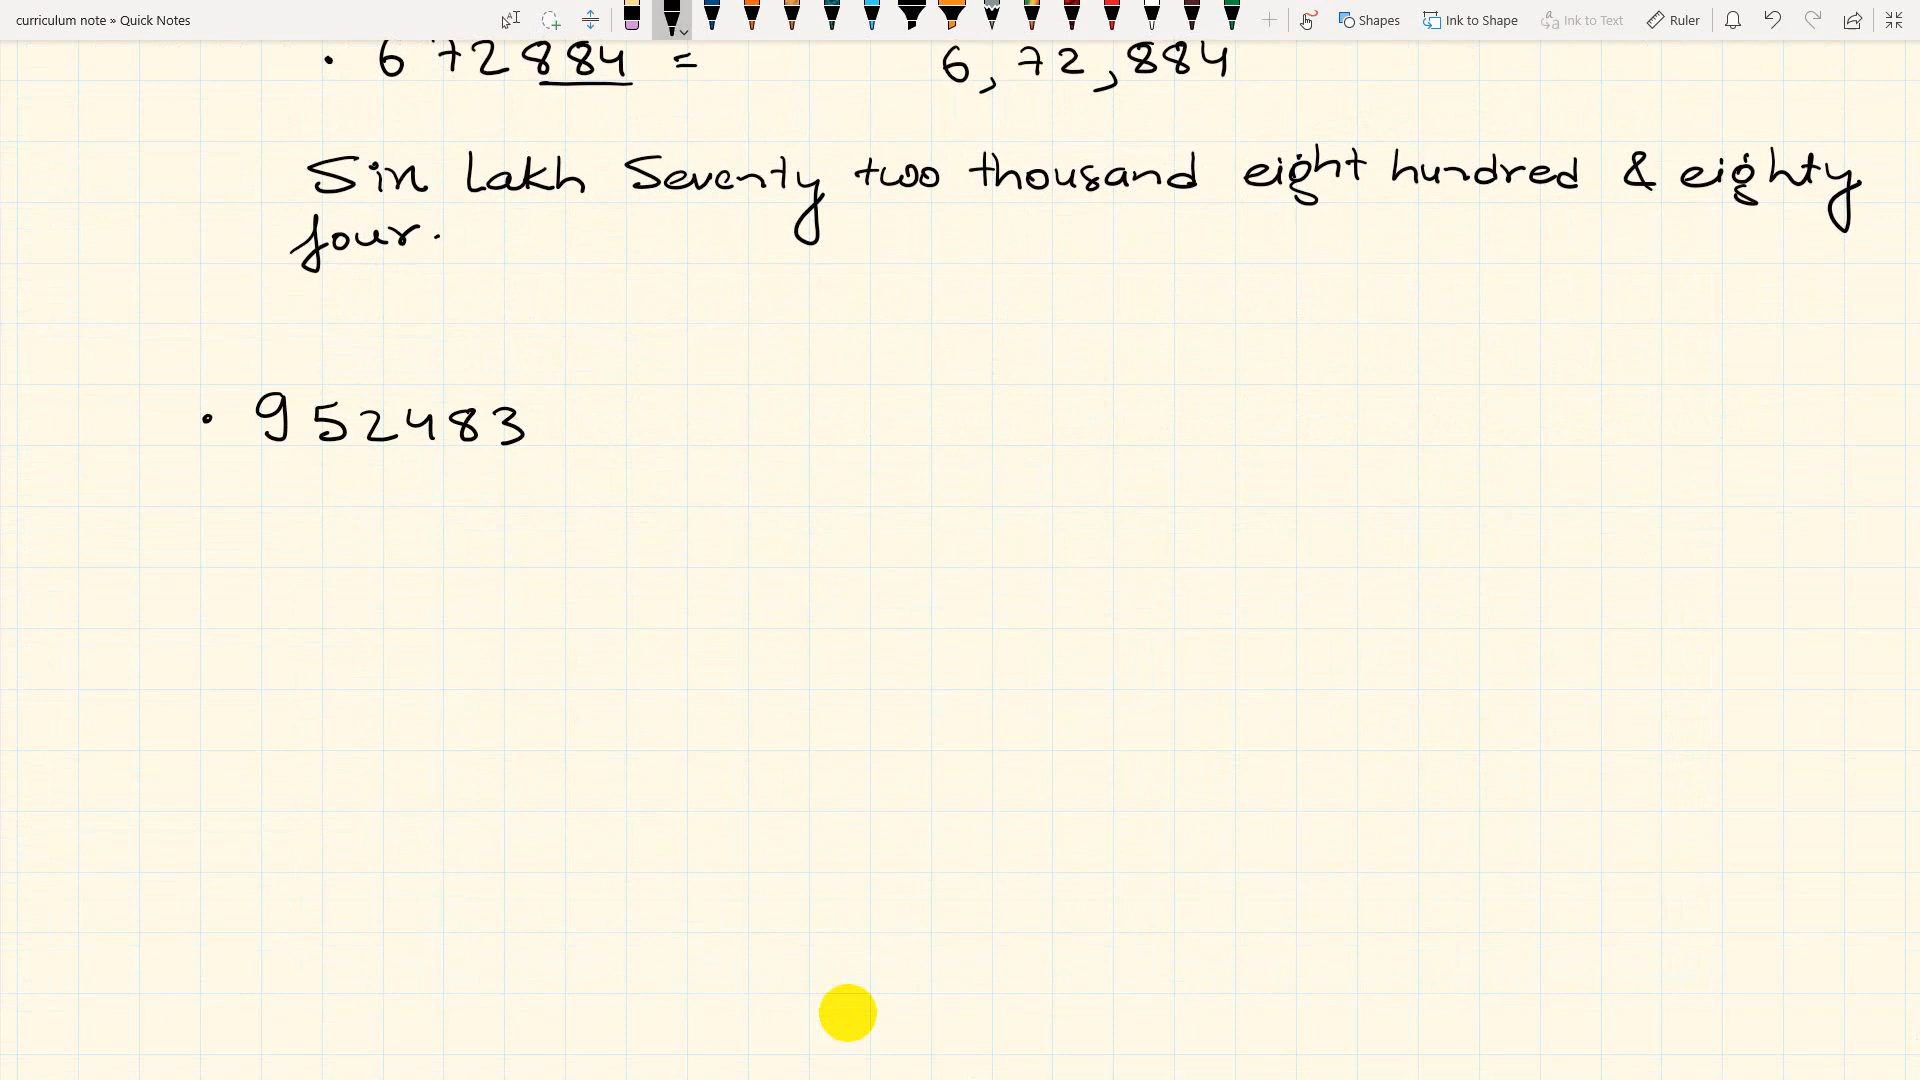 curriculum note » Quick Notes
Shapes
Ink to Shape
Ink to Text
Ruler
• 672884 = 6,72,884
Six lakh Seventy two thousand eight hundred & eighty
four.
• 952483